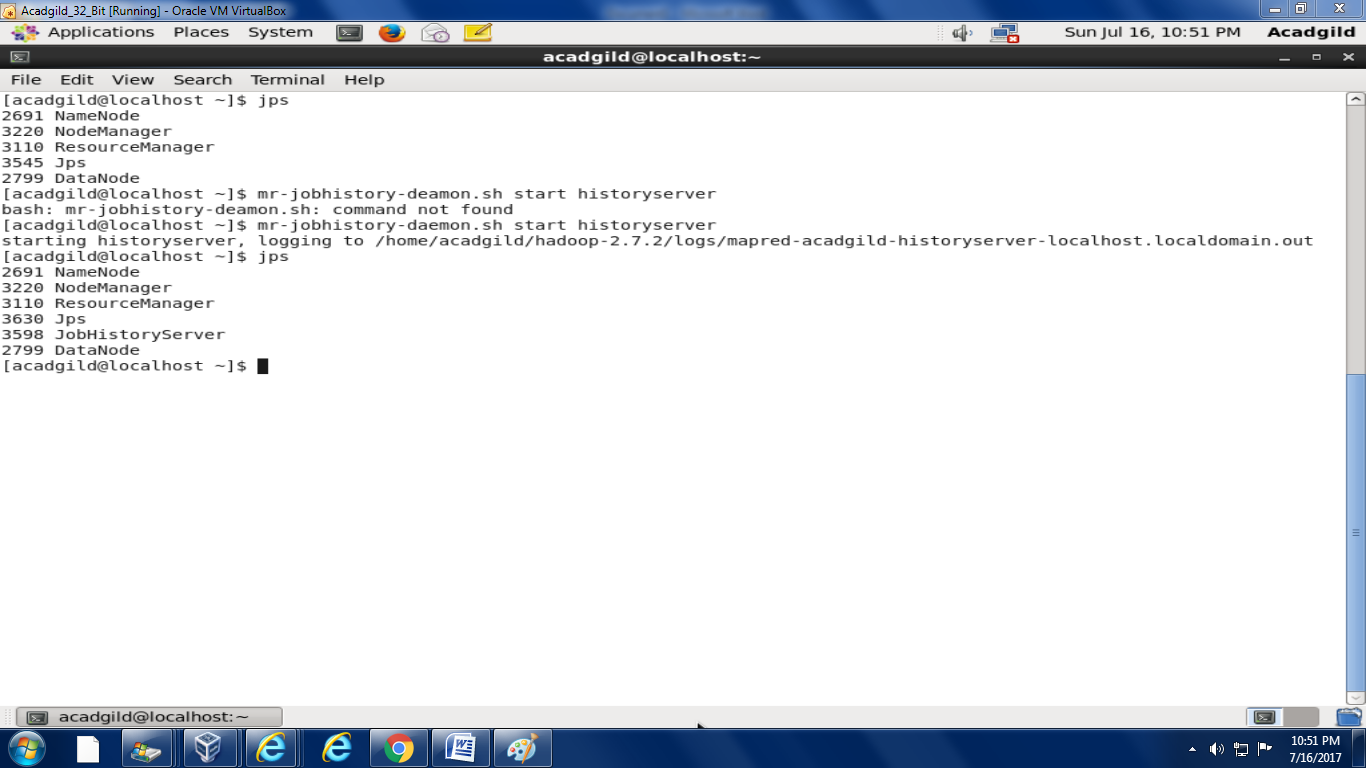 Acadgild_32_Bit [Running] - Oracle VM VirtualBox
Applications Places System Sun Jul 16, 10:51 PM Acadgild
acadgild@localhost:~
File Edit View Search Terminal Help
[acadgild@localhost ~]$ jps
2691 NameNode
3220 NodeManager
3110 ResourceManager
3545 Jps
2799 DataNode
[acadgild@localhost ~]$ mr-jobhistory-deamon.sh start historyserver
bash: mr-jobhistory-deamon.sh: command not found
[acadgild@localhost ~]$ mr-jobhistory-daemon.sh start historyserver
starting historyserver, logging to /home/acadgild/hadoop-2.7.2/logs/mapred-acadgild-historyserver-localhost.localdomain.out
[acadgild@localhost ~]$ jps
2691 NameNode
3220 NodeManager
3110 ResourceManager
3630 Jps
3598 JobHistoryServer
2799 DataNode
[acadgild@localhost ~]$
acadgild@localhost:~
10:51 PM
7/16/2017